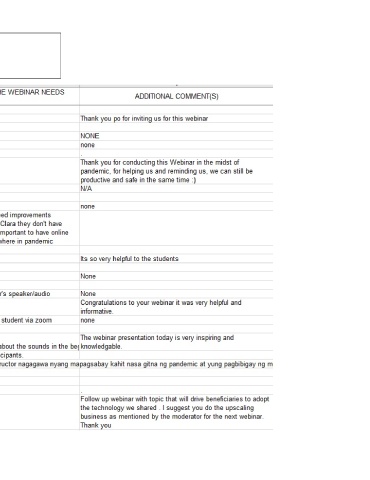 HE WEBINAR NEEDS
ADDITIONAL COMMENT(S)
Thank you po for inviting us for this webinar
NONE
none
Thank you for conducting this Webinar in the midst of
pandemic, for helping us and reminding us, we can still be
productive and safe in the same time :)
N/A
none
eed improvements
Clara they don't have
mportant to have online
where in pandemic
Its so very helpful to the students
None
r's speaker/audio
None
Congratulations to your webinar it was very helpful and
informative.
student via zoom
none
The webinar presentation today is very inspiring and
about the sounds in the beg knowledgable.
cipants.
ructor nagagawa nyang mapagsabay kahit nasa gitna ng pandemic at yung pagbibigay ng m
Follow up webinar with topic that will drive beneficiaries to adopt
the technology we shared . I suggest you do the upscaling
business as mentioned by the moderator for the next webinar.
Thank you